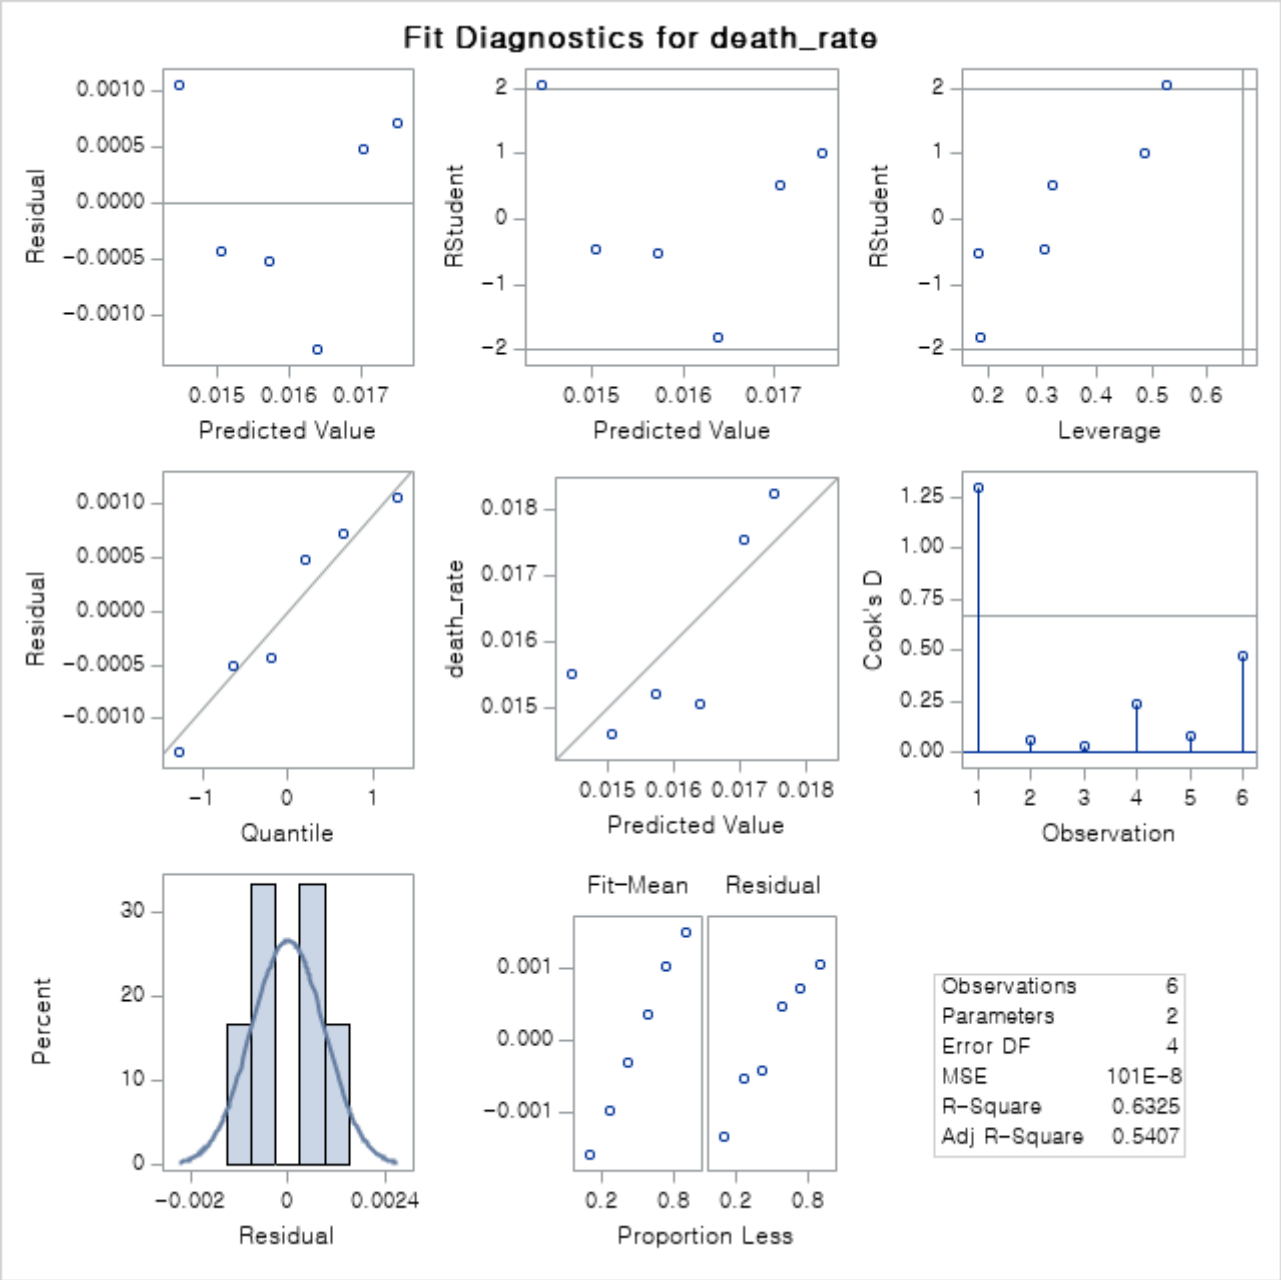 Fit Diagnostics for death_rate
0.0010
0.0005
0.0000
−0.0005
−0.0010
Residual
0.015 0.016 0.017
Predicted Value
2
1
0
−1
−2
RStudent
0.015 0.016 0.017
Predicted Value
2
1
0
−1
−2
RStudent
0.2 0.3 0.4 0.5 0.6
Leverage
0.0010
0.0005
0.0000
−0.0005
−0.0010
Residual
−1 0 1
Quantile
0.018
0.017
0.016
0.015
death_rate
0.015 0.016 0.017 0.018
Predicted Value
1.25
1.00
0.75
0.50
0.25
0.00
Cook's D
1 2 3 4 5 6
Observation
30
20
10
0
Percent
−0.002 0 0.0024
Residual
Fit−Mean Residual
0.001
0.000
−0.001
0.2 0.8 0.2 0.8
Proportion Less
Observations 6
Parameters 2
Error DF 4
MSE 101E−8
R−Square 0.6325
Adj R−Square 0.5407